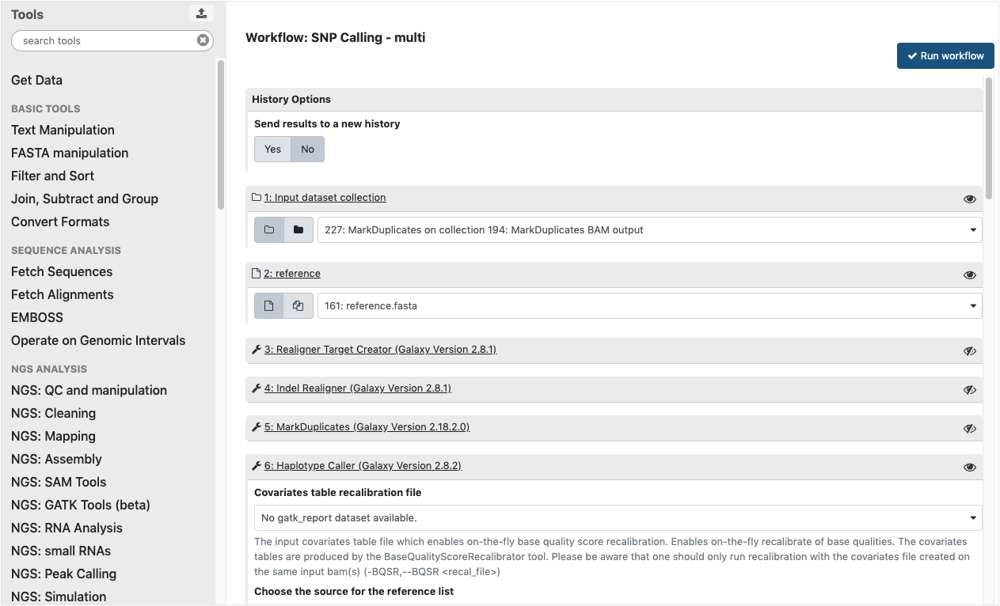 Tools
search tools
Get Data
BASIC TOOLS
Text Manipulation
FASTA manipulation
Filter and Sort
Join, Subtract and Group
Convert Formats
SEQUENCE ANALYSIS
Fetch Sequences
Fetch Alignments
EMBOSS
Operate on Genomic Intervals
NGS ANALYSIS
NGS: QC and manipulation
NGS: Cleaning
NGS: Mapping
NGS: Assembly
NGS: SAM Tools
NGS: GATK Tools (beta)
NGS: RNA Analysis
NGS: small RNAs
NGS: Peak Calling
NGS: Simulation
Workflow: SNP Calling - multi
Run workflow
History Options
Send results to a new history
Yes No
1: Input dataset collection
227: MarkDuplicates on collection 194: MarkDuplicates BAM output
2: reference
161: reference.fasta
3: Realigner Target Creator (Galaxy Version 2.8.1)
4: Indel Realigner (Galaxy Version 2.8.1)
5: MarkDuplicates (Galaxy Version 2.18.2.0)
6: Haplotype Caller (Galaxy Version 2.8.2)
Covariates table recalibration file
No gatk_report dataset available.
The input covariates table file which enables on-the-fly base quality score recalibration. Enables on-the-fly recalibrate of base qualities. The covariates
tables are produced by the BaseQualityScoreRecalibrator tool. Please be aware that one should only run recalibration with the covariates file created on
the same input bam(s) (-BQSR,--BQSR <recal_file>)
Choose the source for the reference list